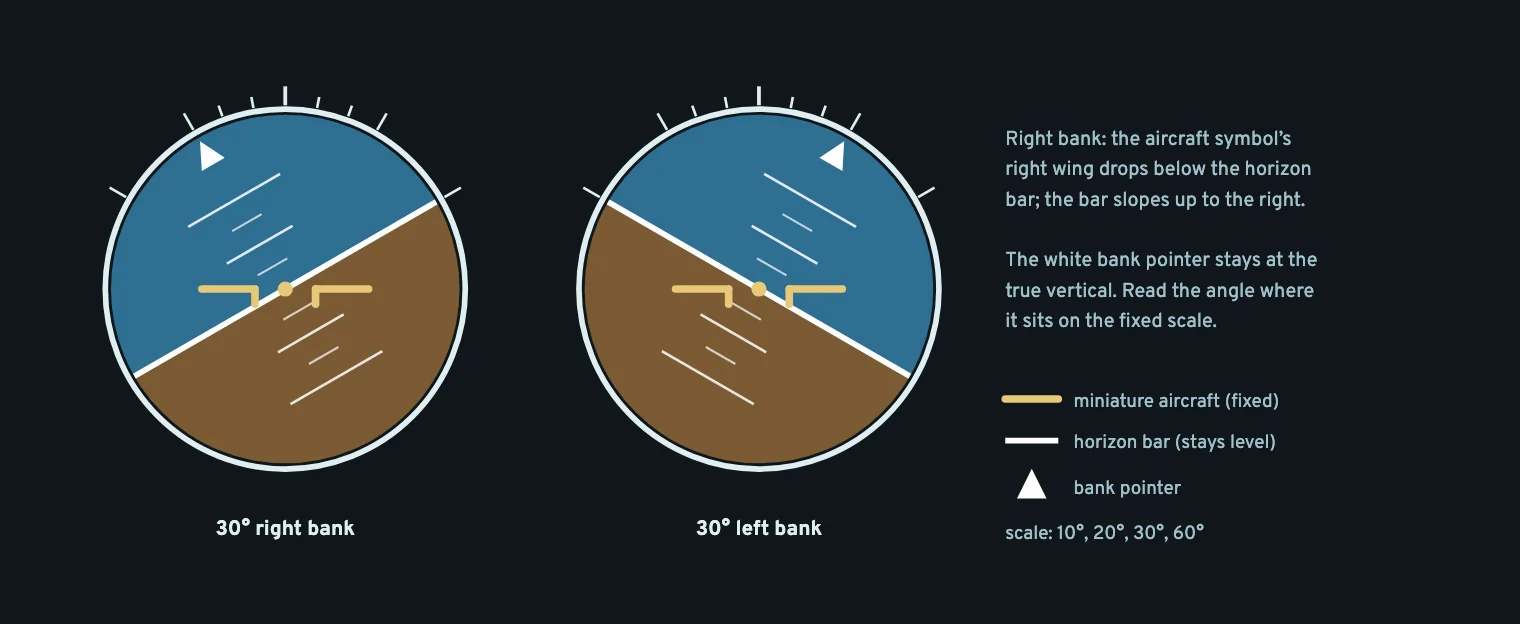 30° right bank
30° left bank
Right bank: the aircraft symbol’s
right wing drops below the horizon
bar; the bar slopes up to the right.
The white bank pointer stays at the
true vertical. Read the angle where
it sits on the fixed scale.
miniature aircraft (fixed)
horizon bar (stays level)
bank pointer
scale: 10°, 20°, 30°, 60°